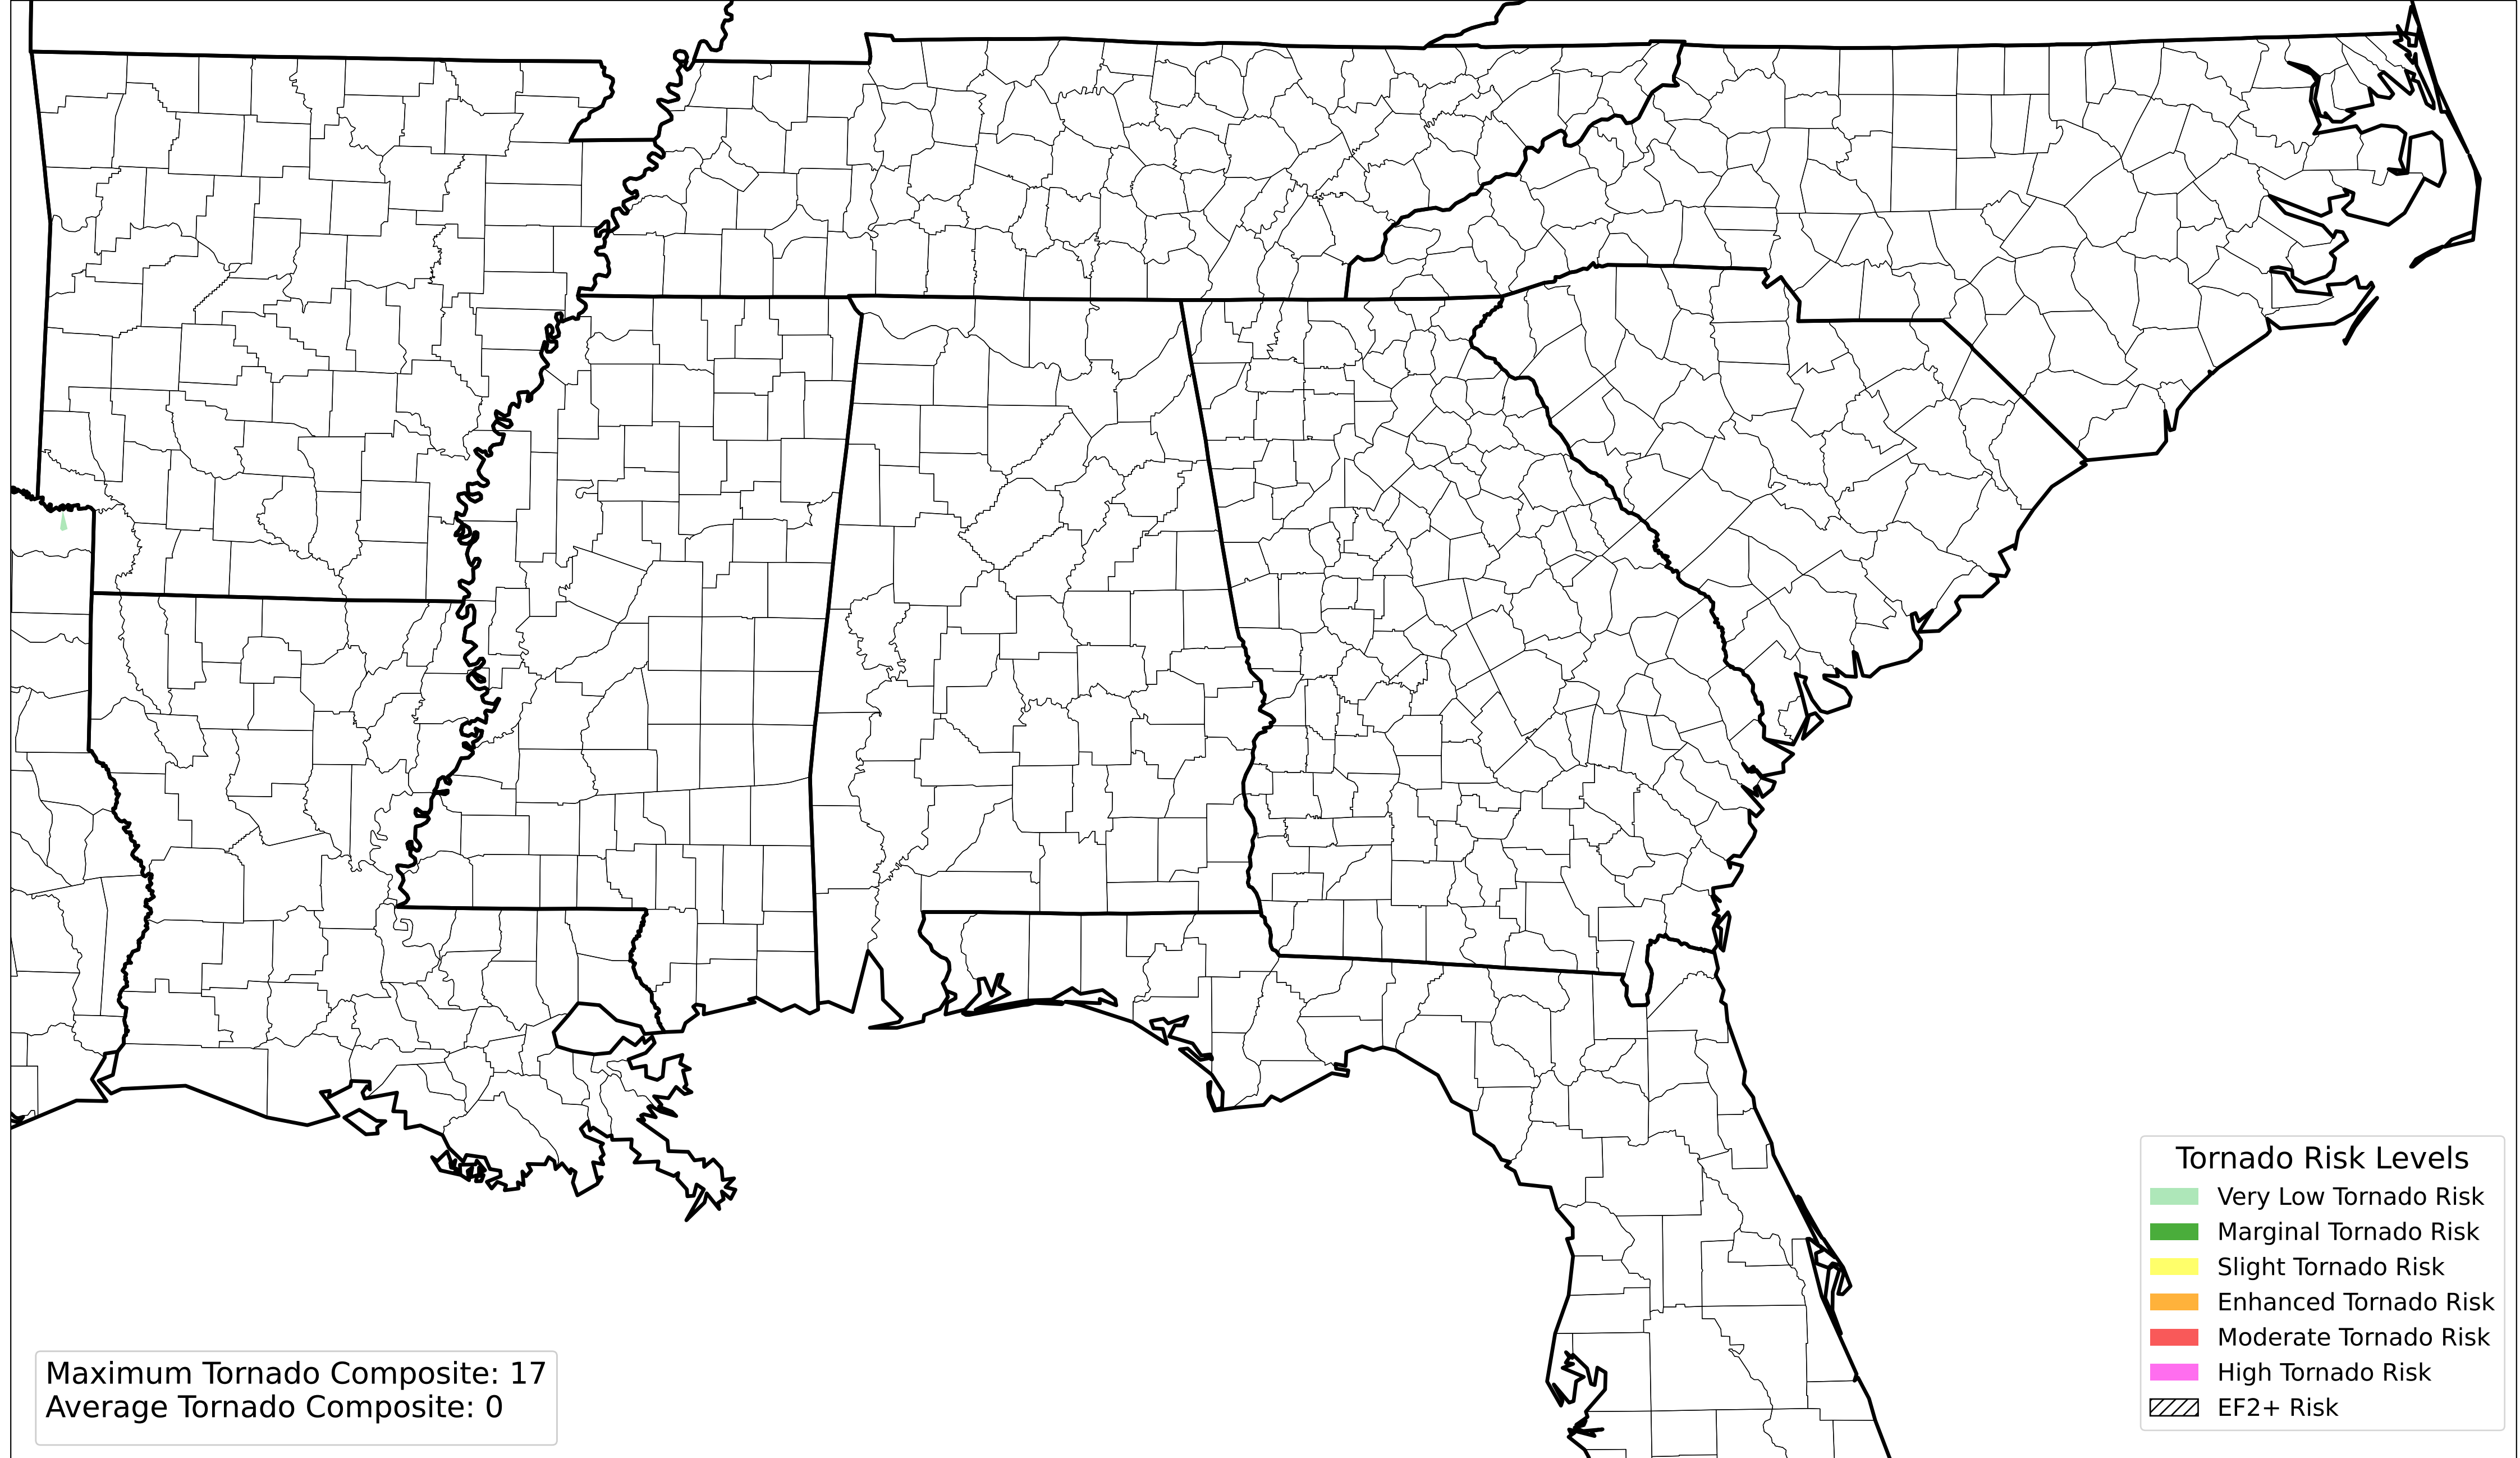 Tornado Risk Levels
Very Low Tornado Risk
Marginal Tornado Risk
Slight Tornado Risk
Enhanced Tornado Risk
Moderate Tornado Risk
High Tornado Risk
EF2+ Risk
Maximum Tornado Composite: 17
Average Tornado Composite: 0